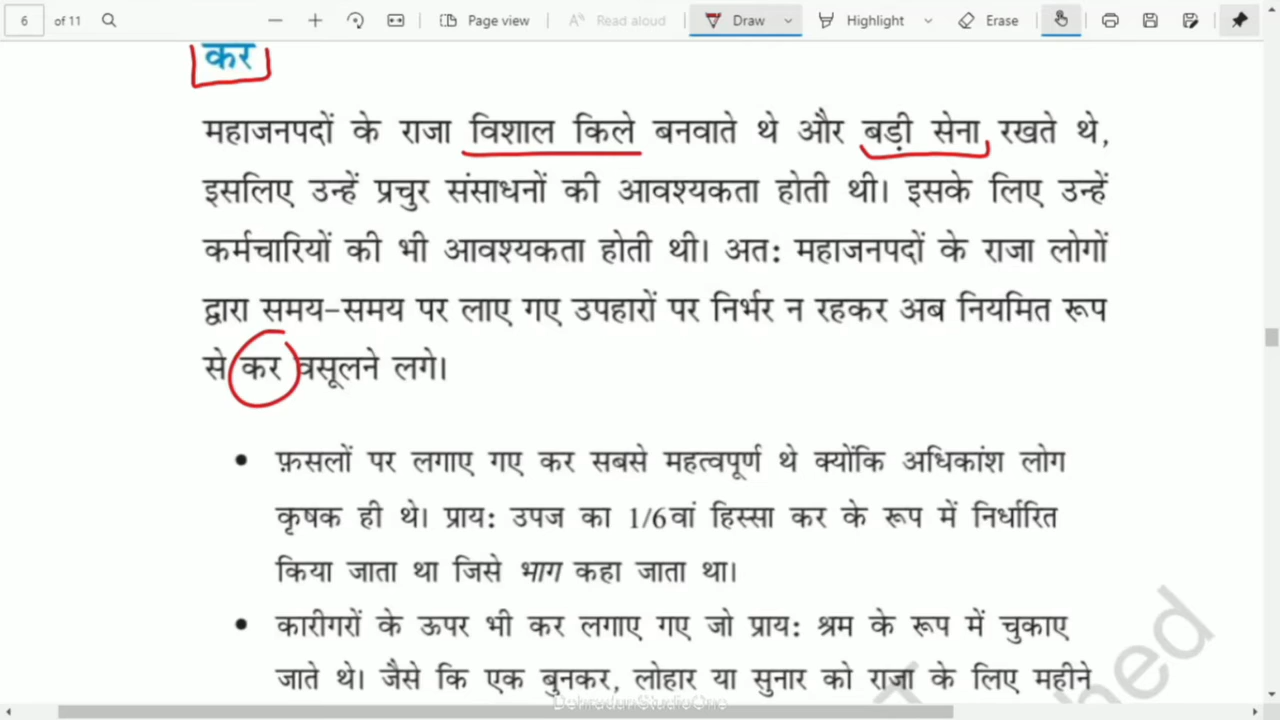 6 of 11 Page view Read aloud Draw Highlight Erase
कर
महाजनपदों के राजा विशाल किले बनवाते थे और बड़ी सेना रखते थे,
इसलिए उन्हें प्रचुर संसाधनों की आवश्यकता होती थी। इसके लिए उन्हें
कर्मचारियों की भी आवश्यकता होती थी। अत: महाजनपदों के राजा लोगों
द्वारा समय-समय पर लाए गए उपहारों पर निर्भर न रहकर अब नियमित रूप
से कर वसूलने लगे।
• फ़सलों पर लगाए गए कर सबसे महत्वपूर्ण थे क्योंकि अधिकांश लोग
कृषक ही थे। प्राय: उपज का 1/6वां हिस्सा कर के रूप में निर्धारित
किया जाता था जिसे भाग कहा जाता था।
• कारीगरों के ऊपर भी कर लगाए गए जो प्राय: श्रम के रूप में चुकाए
जाते थे। जैसे कि एक बुनकर, लोहार या सुनार को राजा के लिए महीने
DehradunStudioOne